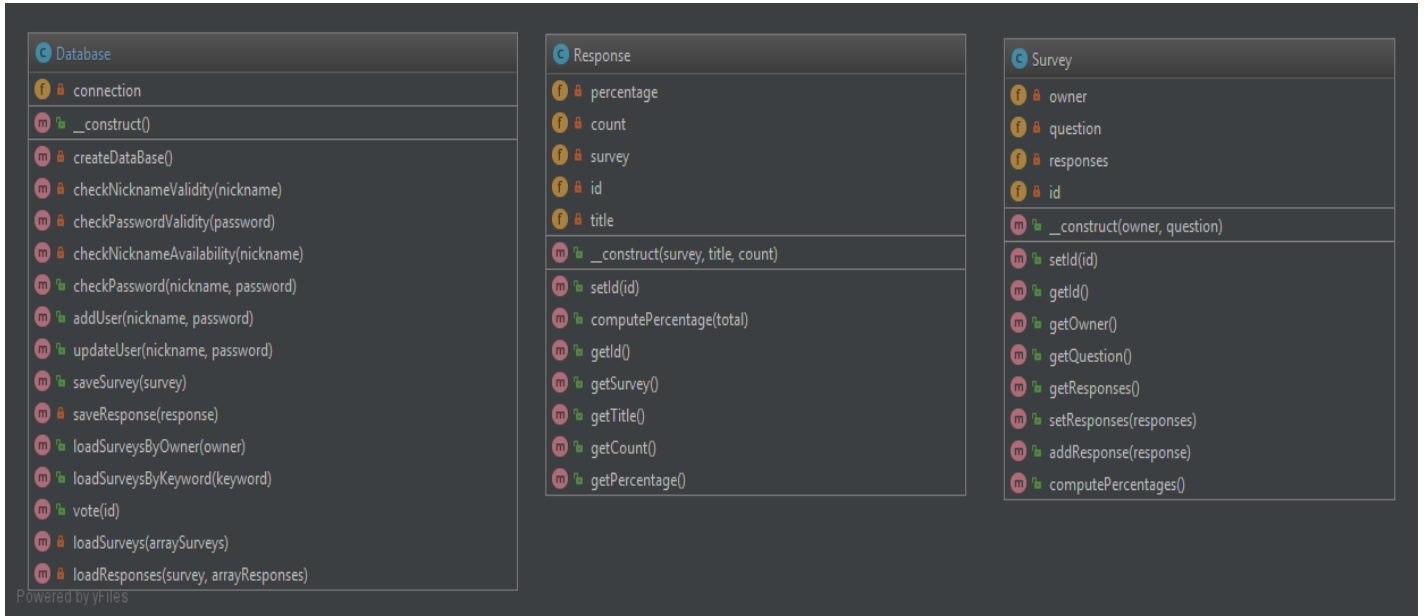 Database
connection
__construct()
createDataBase()
checkNicknameValidity(nickname)
checkPasswordValidity(password)
checkNicknameAvailability(nickname)
checkPassword(nickname, password)
addUser(nickname, password)
updateUser(nickname, password)
saveSurvey(survey)
saveResponse(response)
loadSurveysByOwner(owner)
loadSurveysByKeyword(keyword)
vote(id)
loadSurveys(arraySurveys)
loadResponses(survey, arrayResponses)
Powered by yFiles
Response
percentage
count
survey
id
title
__construct(survey, title, count)
setId(id)
computePercentage(total)
getId()
getSurvey()
getTitle()
getCount()
getPercentage()
Survey
owner
question
responses
id
__construct(owner, question)
setId(id)
getId()
getOwner()
getQuestion()
getResponses()
setResponses(responses)
addResponse(response)
computePercentages()